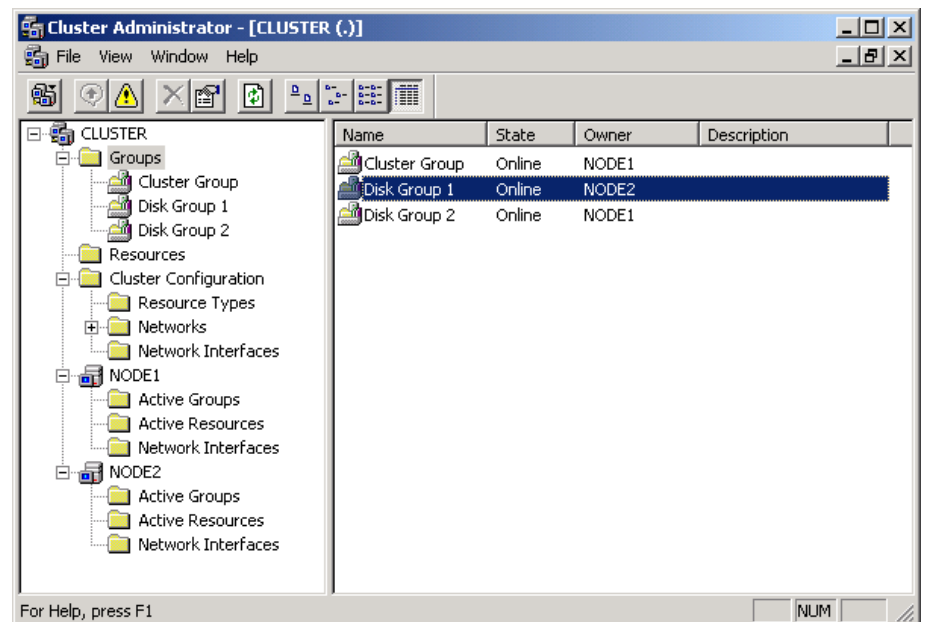 Cluster Administrator - [CLUSTER (.)]
File View Window Help
CLUSTER
Groups
Cluster Group
Disk Group 1
Disk Group 2
Resources
Cluster Configuration
Resource Types
Networks
Network Interfaces
NODE1
Active Groups
Active Resources
Network Interfaces
NODE2
Active Groups
Active Resources
Network Interfaces
Name State Owner Description
Cluster Group Online NODE1
Disk Group 1 Online NODE2
Disk Group 2 Online NODE1
For Help, press F1
NUM